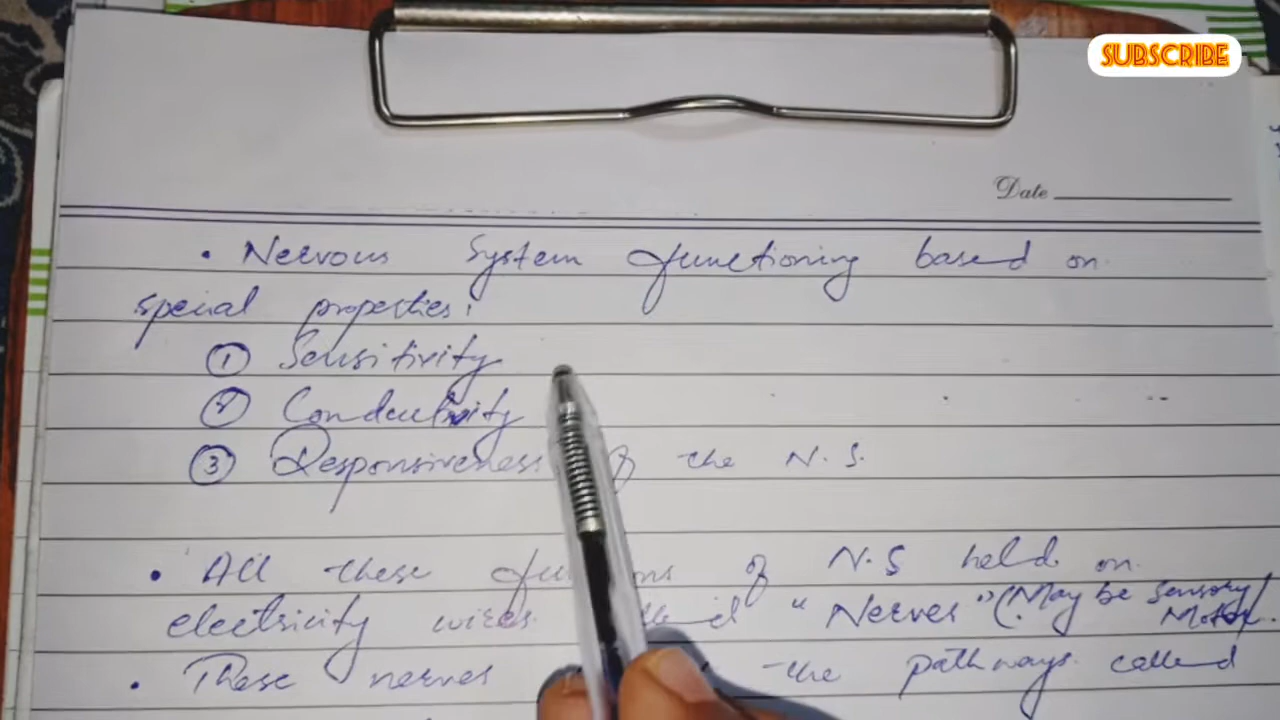 SUBSCRIBE
Date
• Nervous System functioning based on
special properties:
① Sensitivity
② Conductivity
③ Responsiveness of the N.S.
• All these of N.S held on
electricity wires "Nerves" (May be Sensory/
Motor.
• These nerves the pathways called